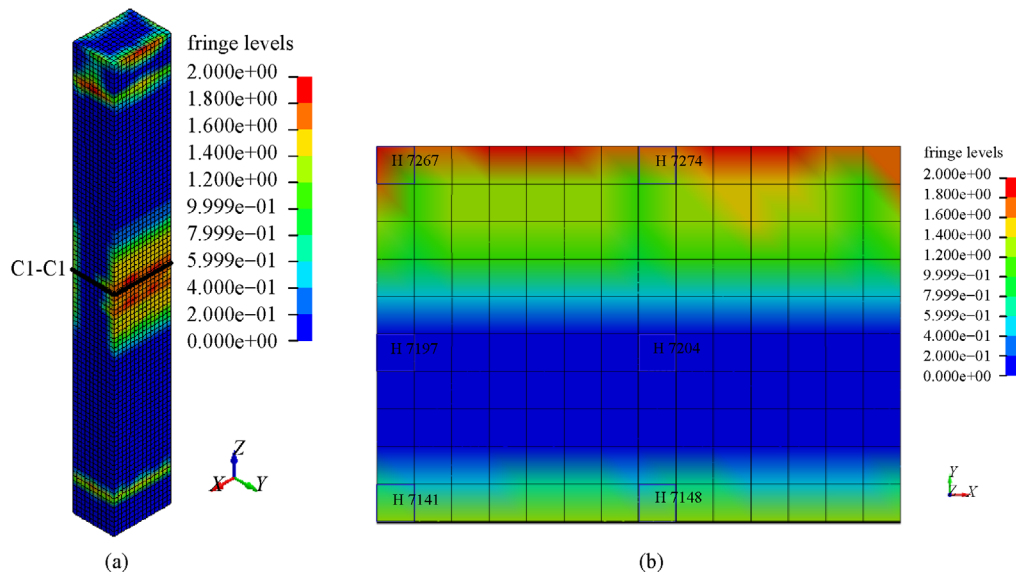 fringe levels
2.000e+00
1.800e+00
1.600e+00
1.400e+00
1.200e+00
9.999e−01
7.999e−01
5.999e−01
4.000e−01
2.000e−01
0.000e+00
C1-C1
Z
X
Y
(a)
H 7267
H 7274
H 7197
H 7204
H 7141
H 7148
fringe levels
2.000e+00
1.800e+00
1.600e+00
1.400e+00
1.200e+00
9.999e−01
7.999e−01
5.999e−01
4.000e−01
2.000e−01
0.000e+00
Y
Z
X
(b)